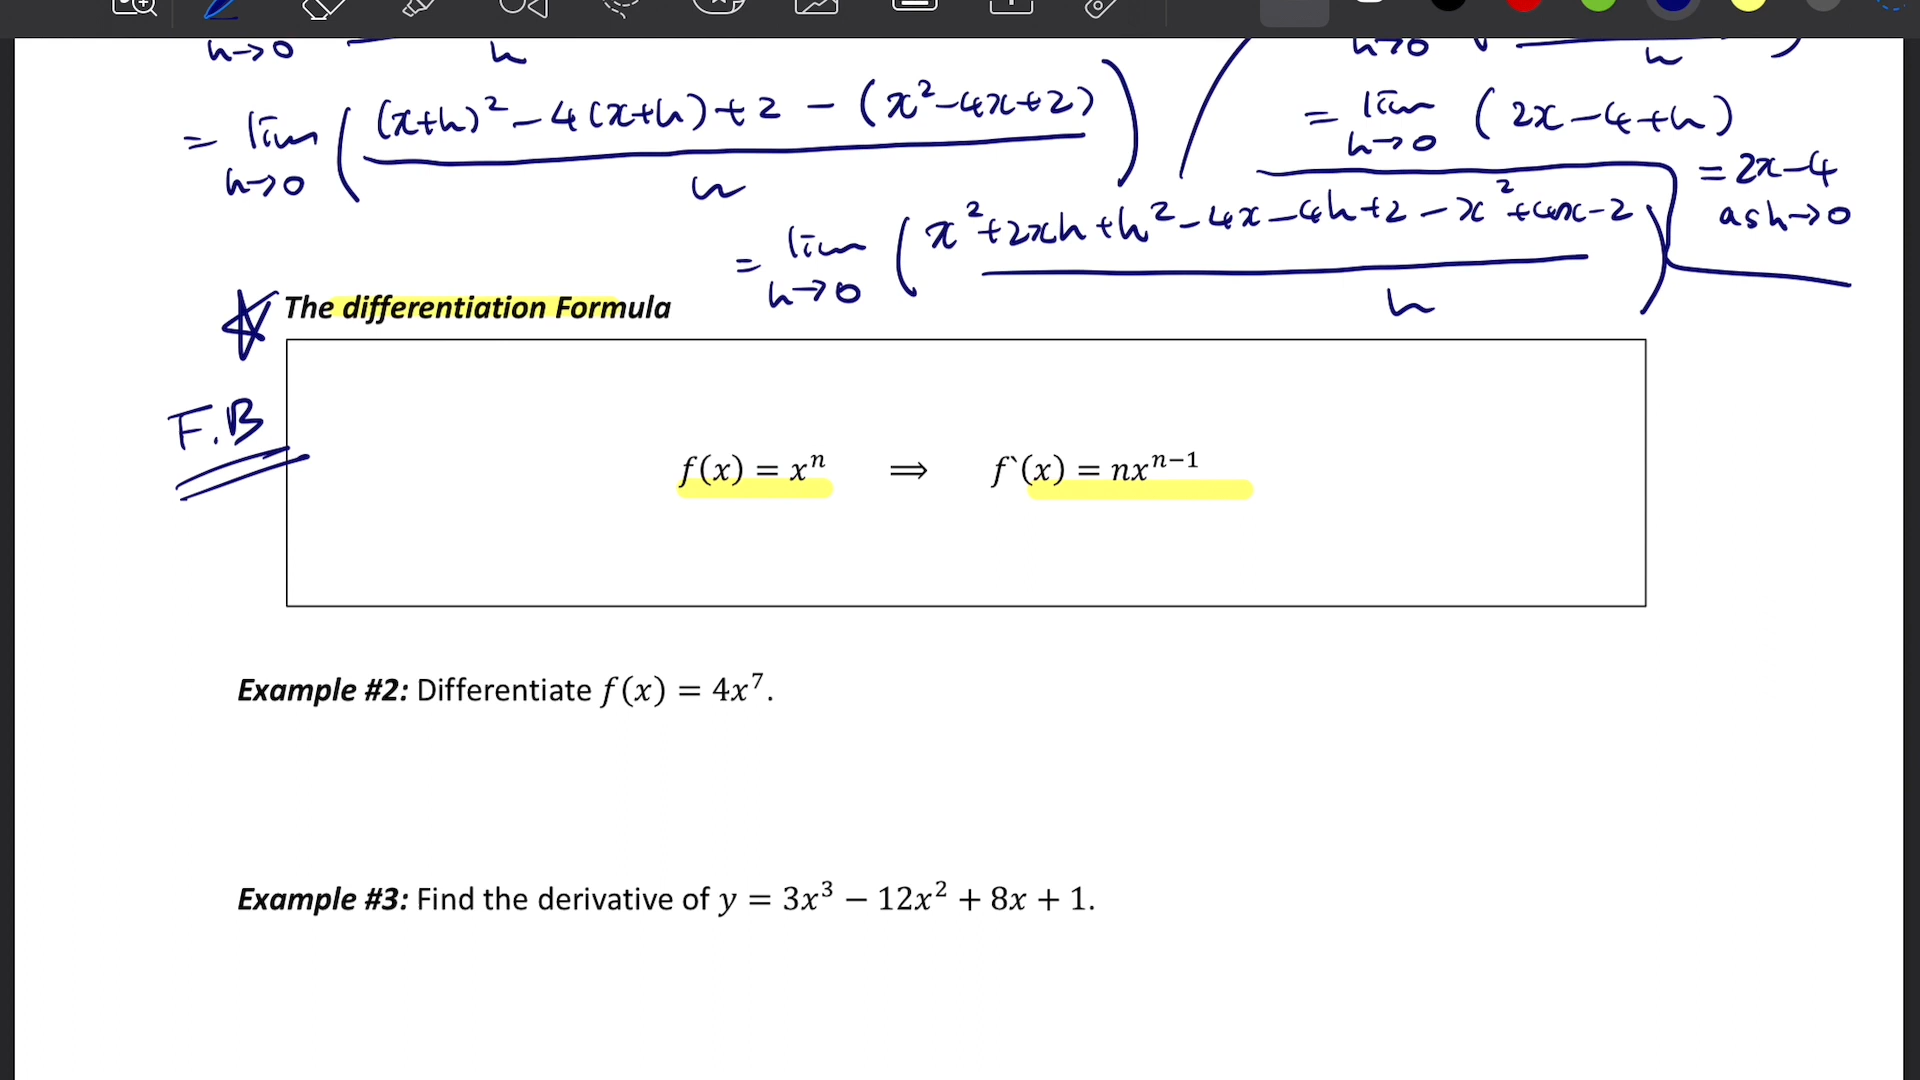 h→0 h
= lim h→0 ( (x+h)² − 4(x+h) + 2 − (x²−4x+2) / h )
h→0 h
= lim h→0 (2x−4+h)
= 2x−4
as h→0
= lim h→0 ( x²+2xh+h²−4x−4h+2−x²+4x−2 / h )
The differentiation Formula
F.B
f(x) = xⁿ ⟹ f`(x) = nxⁿ⁻¹
Example #2: Differentiate f(x) = 4x⁷.
Example #3: Find the derivative of y = 3x³ − 12x² + 8x + 1.